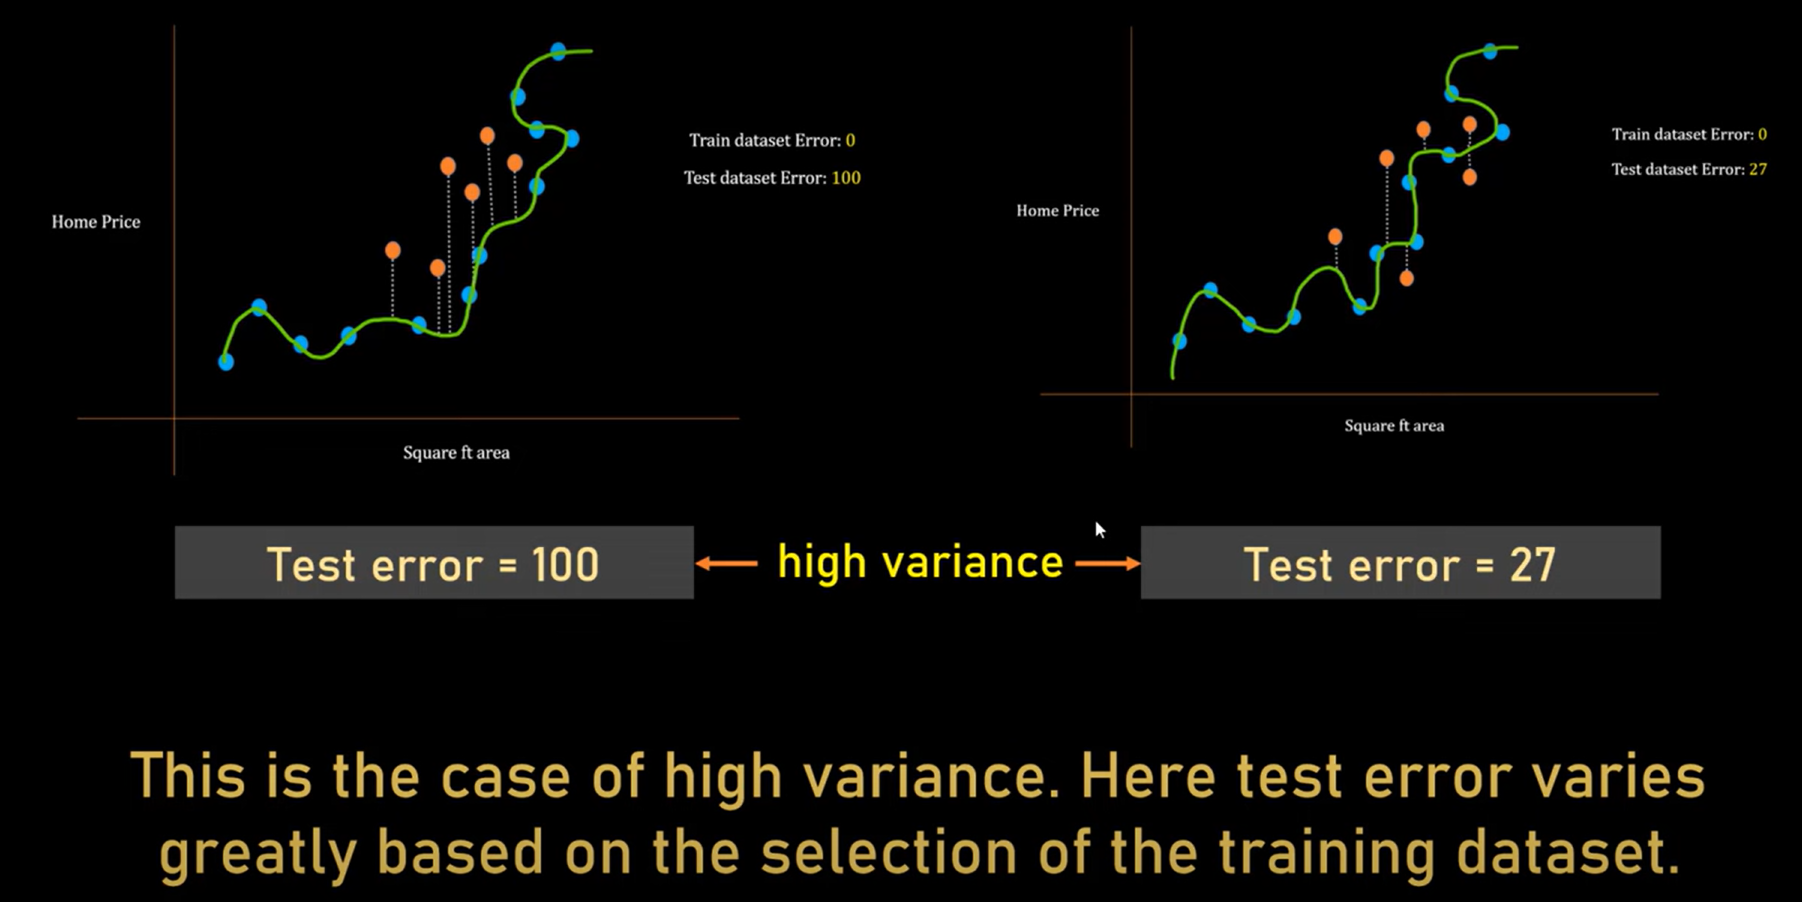 Train dataset Error: 0
Test dataset Error: 100
Home Price
Square ft area
Train dataset Error: 0
Test dataset Error: 27
Home Price
Square ft area
Test error = 100
high variance
Test error = 27
This is the case of high variance. Here test error varies
greatly based on the selection of the training dataset.